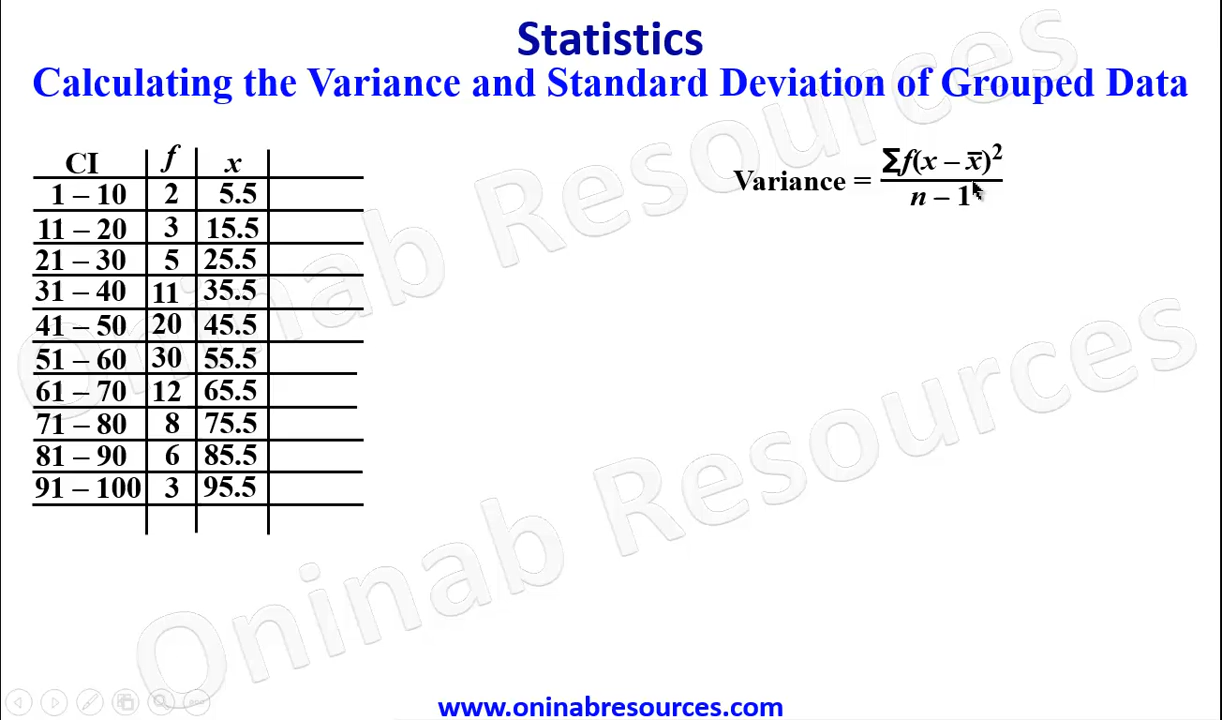 Statistics
Calculating the Variance and Standard Deviation of Grouped Data
CI f x
1 – 10 2 5.5
11 – 20 3 15.5
21 – 30 5 25.5
31 – 40 11 35.5
41 – 50 20 45.5
51 – 60 30 55.5
61 – 70 12 65.5
71 – 80 8 75.5
81 – 90 6 85.5
91 – 100 3 95.5
Variance = Σf(x – x̅)²
n – 1
Oninab Resources
Oninab Resources
www.oninabresources.com